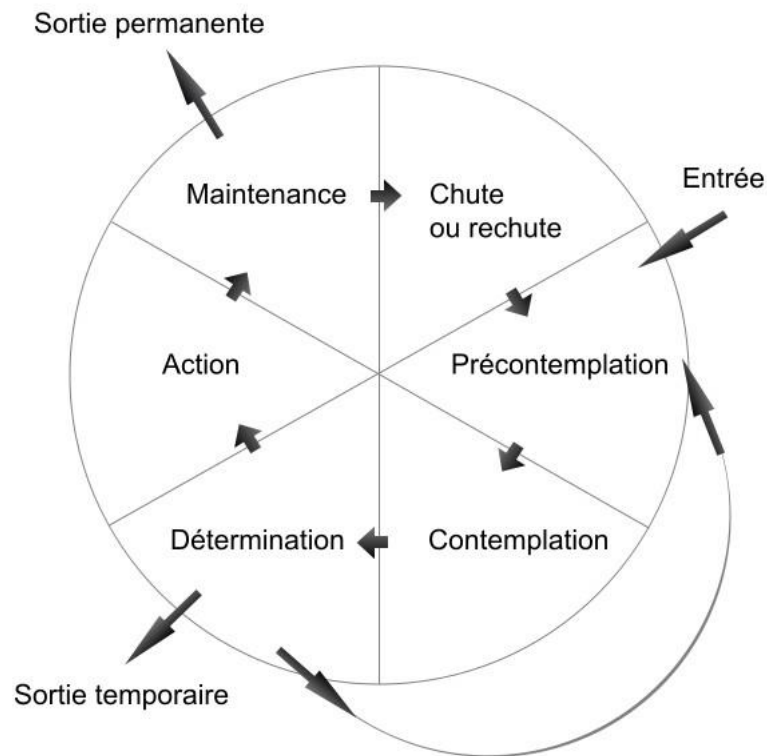 Sortie permanente
Entrée
Maintenance
Chute
ou rechute
Action
Précontemplation
Détermination
Contemplation
Sortie temporaire